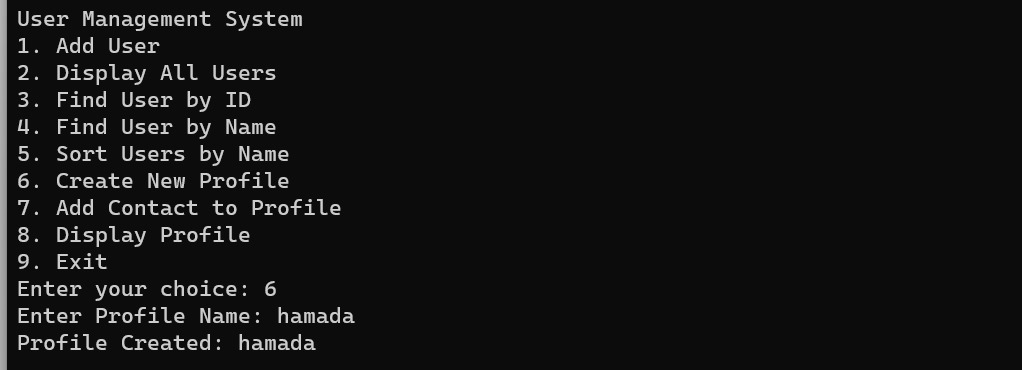 User Management System
1. Add User
2. Display All Users
3. Find User by ID
4. Find User by Name
5. Sort Users by Name
6. Create New Profile
7. Add Contact to Profile
8. Display Profile
9. Exit
Enter your choice: 6
Enter Profile Name: hamada
Profile Created: hamada